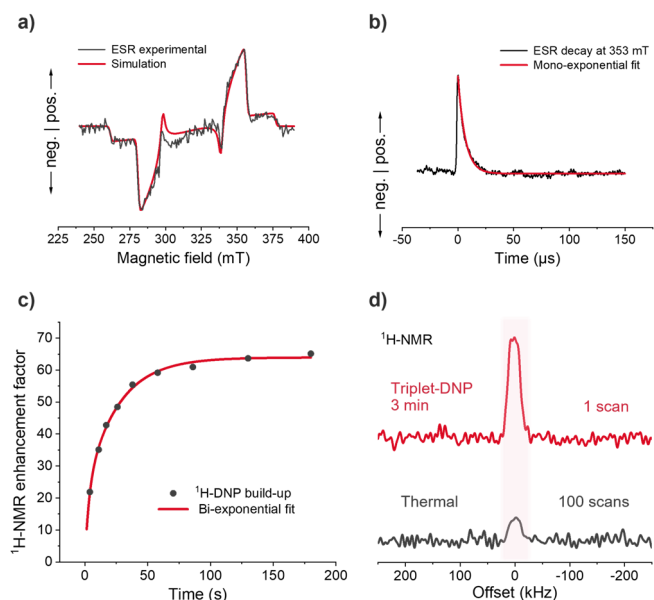 a)
ESR experimental
Simulation
neg. | pos.
225 250 275 300 325 350 375 400
Magnetic field (mT)
b)
ESR decay at 353 mT
Mono-exponential fit
neg. | pos.
-50 0 50 100 150
Time (µs)
c)
70
60
50
40
30
20
10
0
¹H-NMR enhancement factor
¹H-DNP build-up
Bi-exponential fit
0 50 100 150 200
Time (s)
d)
¹H-NMR
Triplet-DNP
3 min
1 scan
Thermal
100 scans
200 100 0 -100 -200
Offset (kHz)